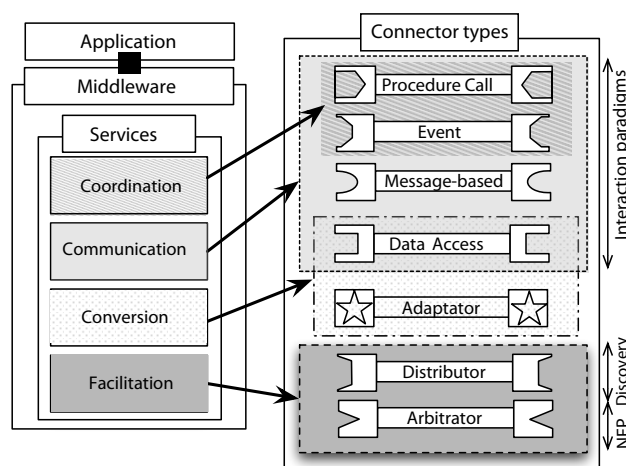 Application
Middleware
Services
Coordination
Communication
Conversion
Facilitation
Connector types
Procedure Call
Event
Message-based
Data Access
Adaptator
Distributor
Arbitrator
Interaction paradigms
Discovery
NFP